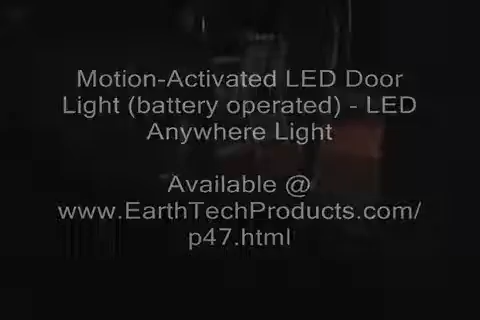 Motion-Activated LED Door
Light (battery operated) - LED
Anywhere Light
Available @
www.EarthTechProducts.com/
p47.html